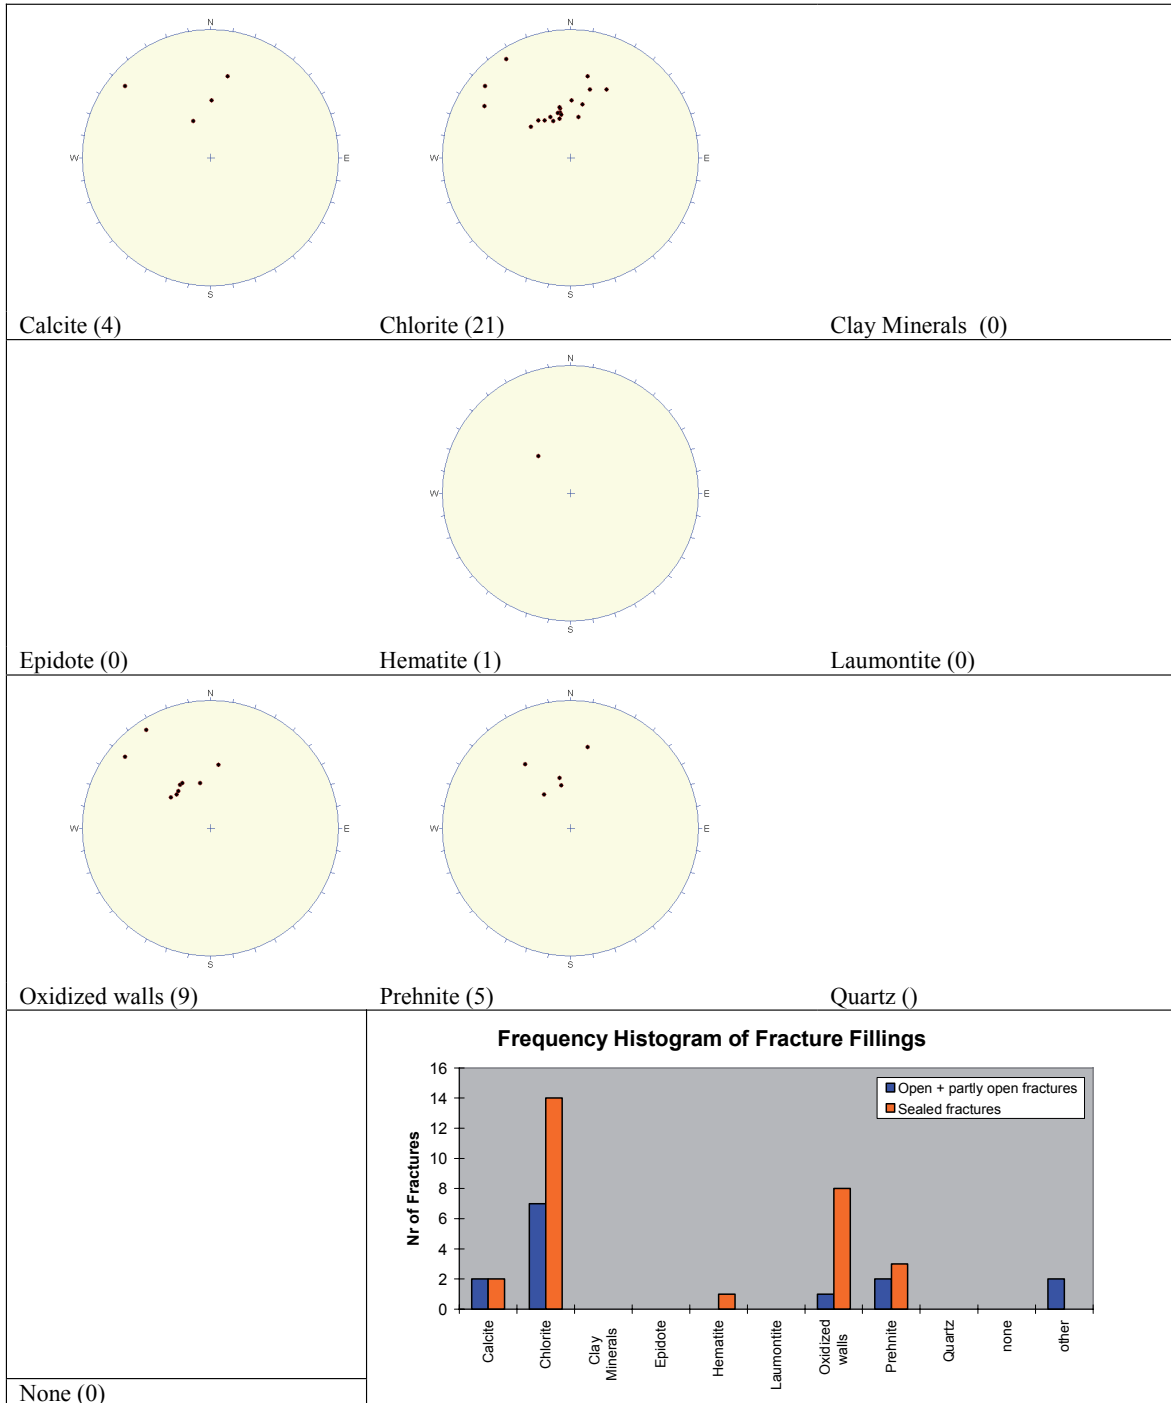 N
W
E
S
N
W
E
S
Calcite (4)
Chlorite (21)
Clay Minerals (0)
N
W
E
S
Epidote (0)
Hematite (1)
Laumontite (0)
N
W
E
S
N
W
E
S
Oxidized walls (9)
Prehnite (5)
Quartz ()
Frequency Histogram of Fracture Fillings
16
14
12
10
8
6
4
2
0
Nr of Fractures
Open + partly open fractures
Sealed fractures
Calcite
Chlorite
Clay
Minerals
Epidote
Hematite
Laumontite
Oxidized
walls
Prehnite
Quartz
none
other
None (0)